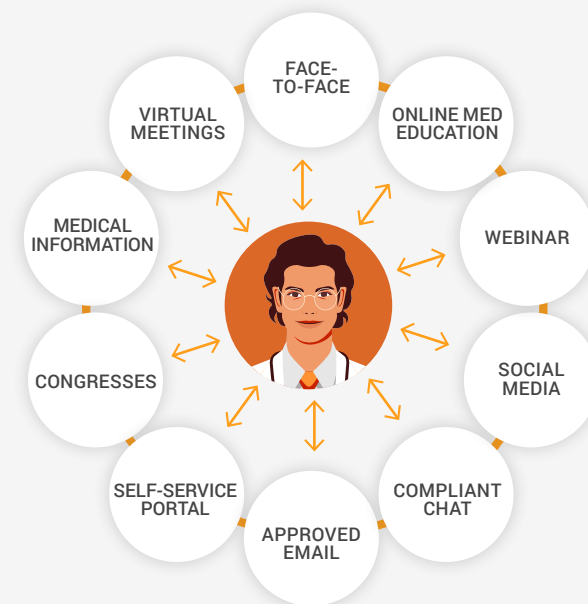 FACE-
TO-FACE
ONLINE MED
EDUCATION
WEBINAR
SOCIAL
MEDIA
COMPLIANT
CHAT
APPROVED
EMAIL
SELF-SERVICE
PORTAL
CONGRESSES
MEDICAL
INFORMATION
VIRTUAL
MEETINGS